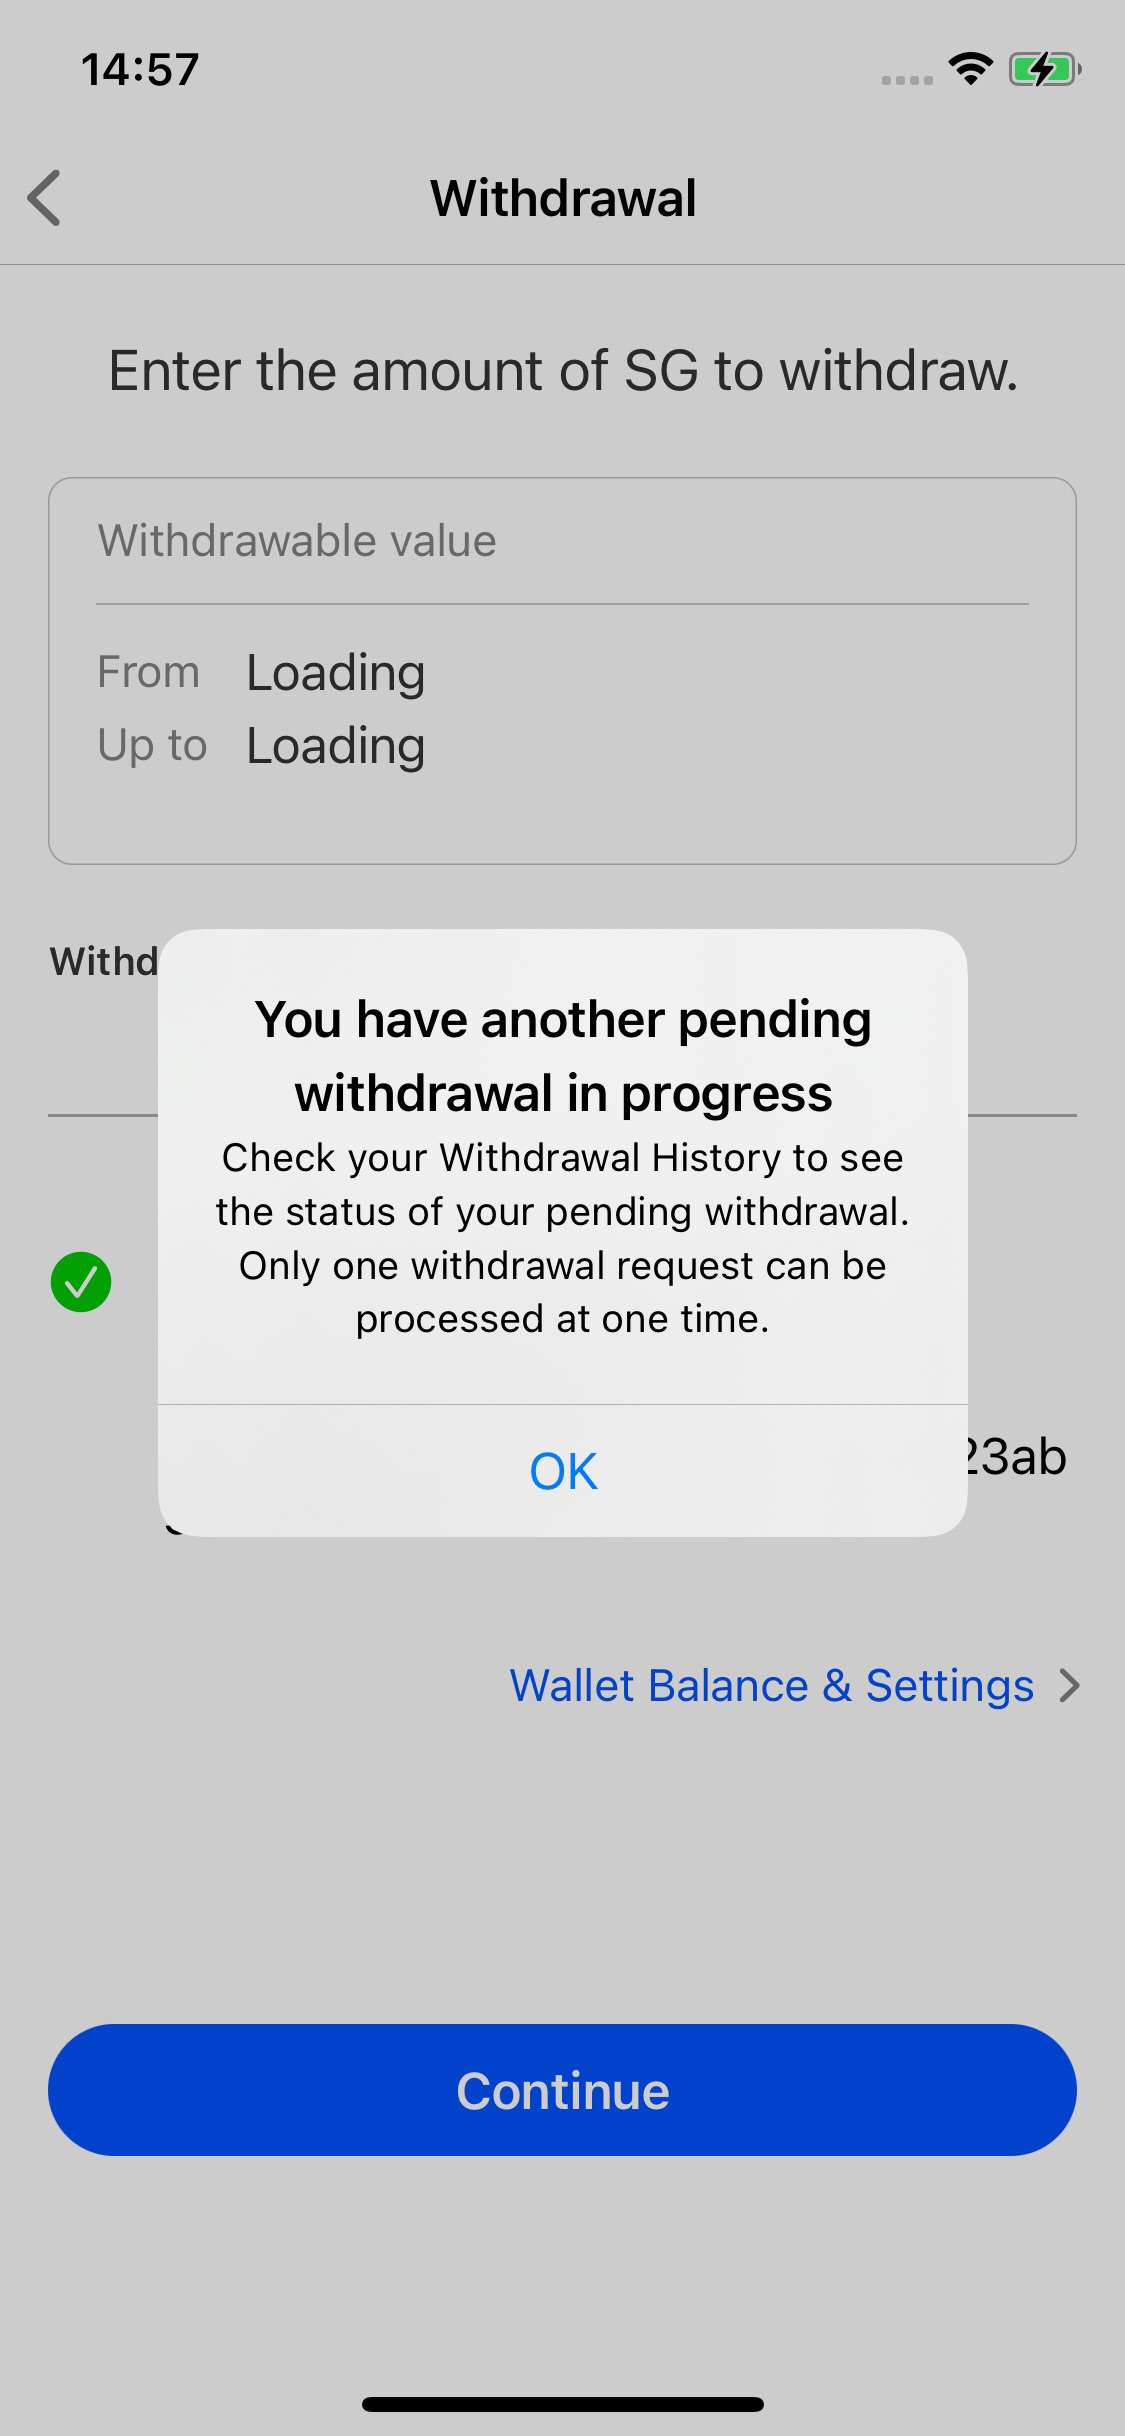 14:57
Withdrawal
Enter the amount of SG to withdraw.
Withdrawable value
From Loading
Up to Loading
You have another pending
withdrawal in progress
Check your Withdrawal History to see
the status of your pending withdrawal.
Only one withdrawal request can be
processed at one time.
OK
Wallet Balance & Settings
Continue